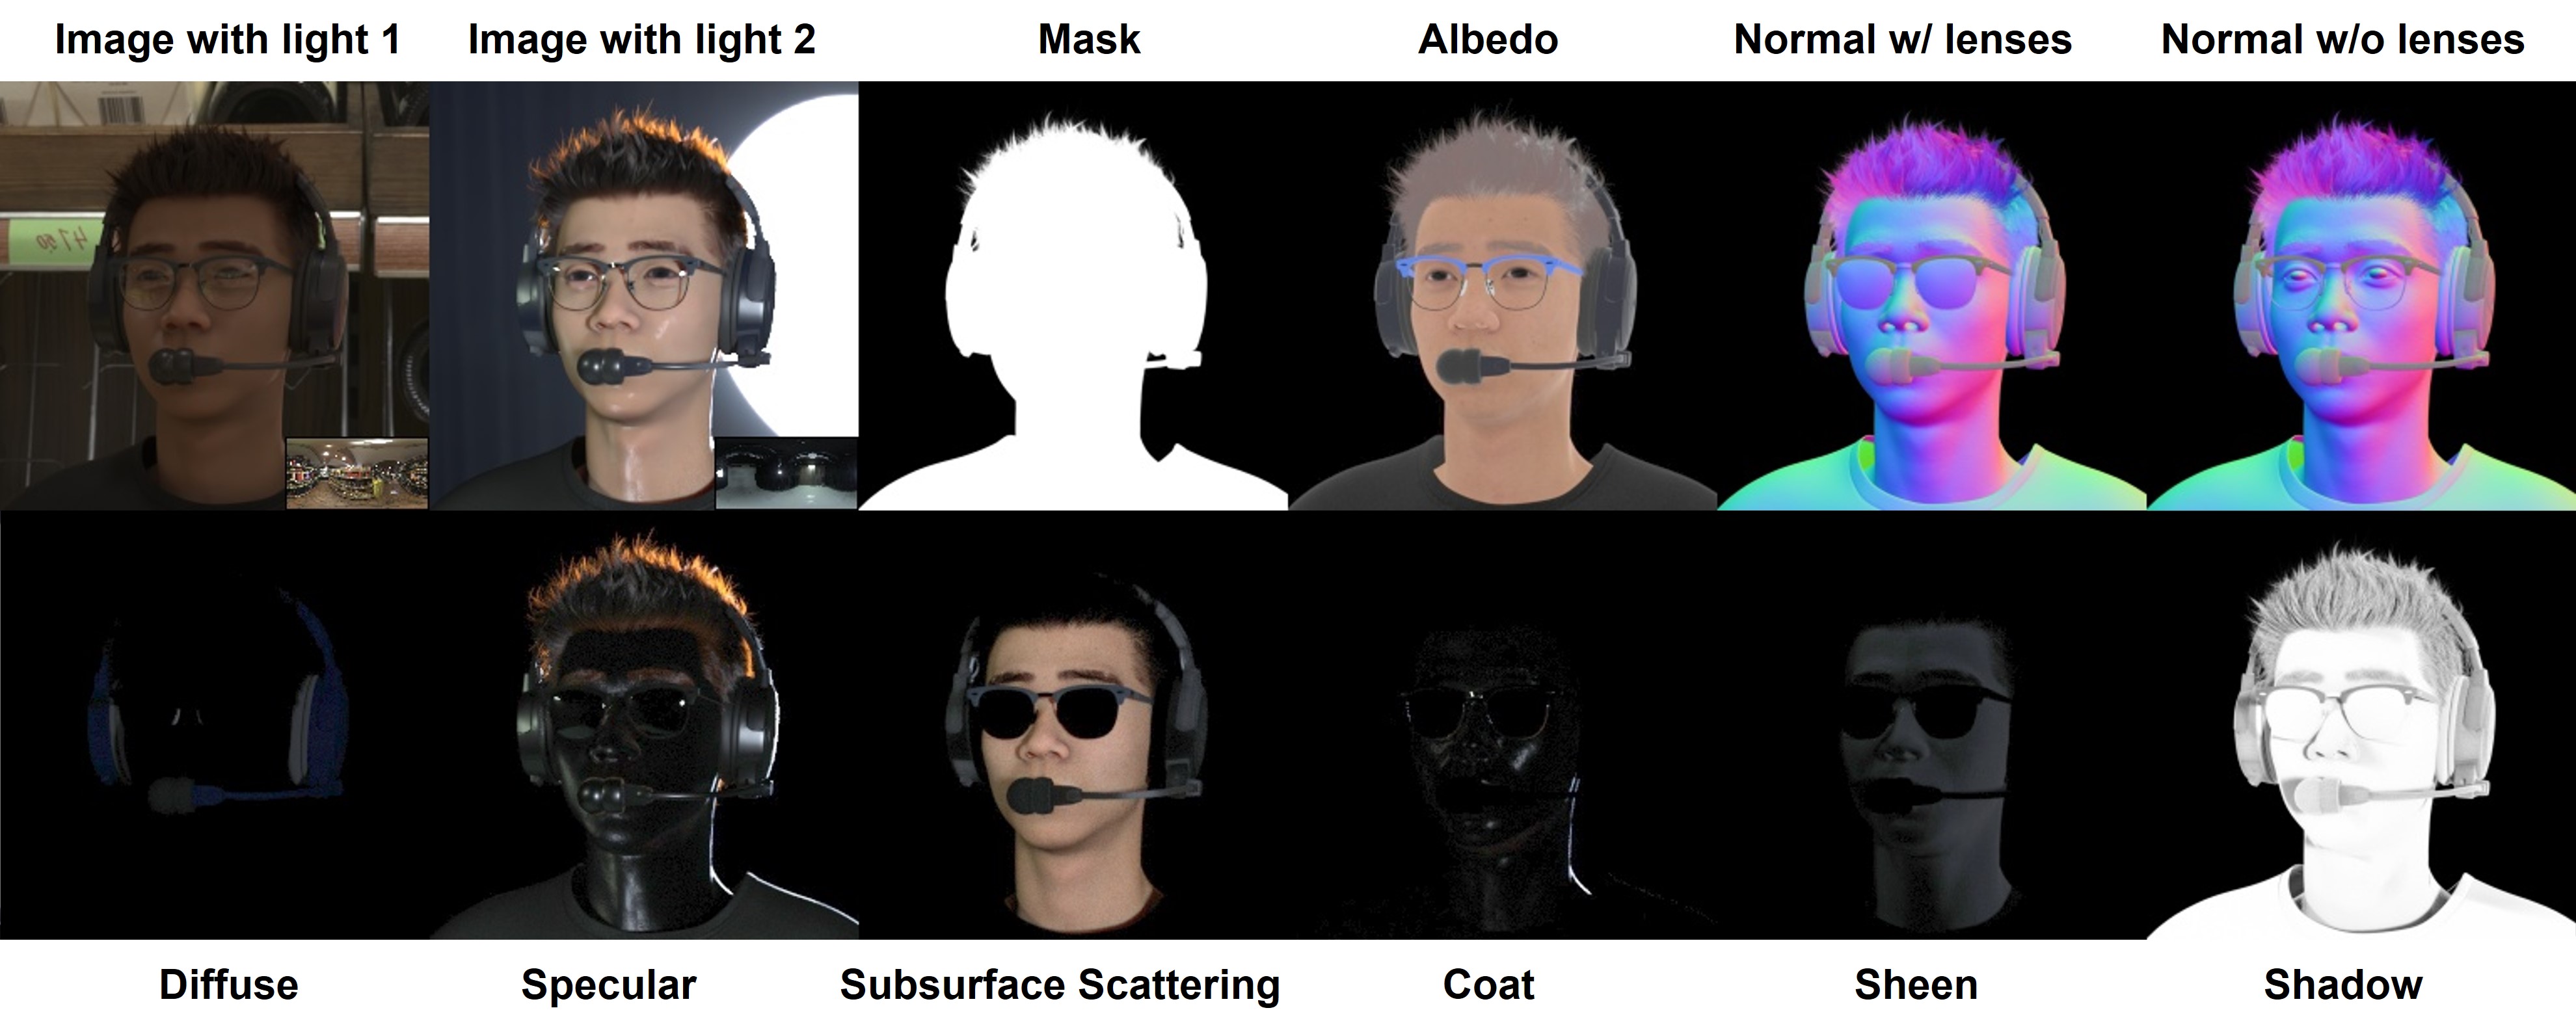 Image with light 1
Image with light 2
Mask
Albedo
Normal w/ lenses
Normal w/o lenses
Diffuse
Specular
Subsurface Scattering
Coat
Sheen
Shadow